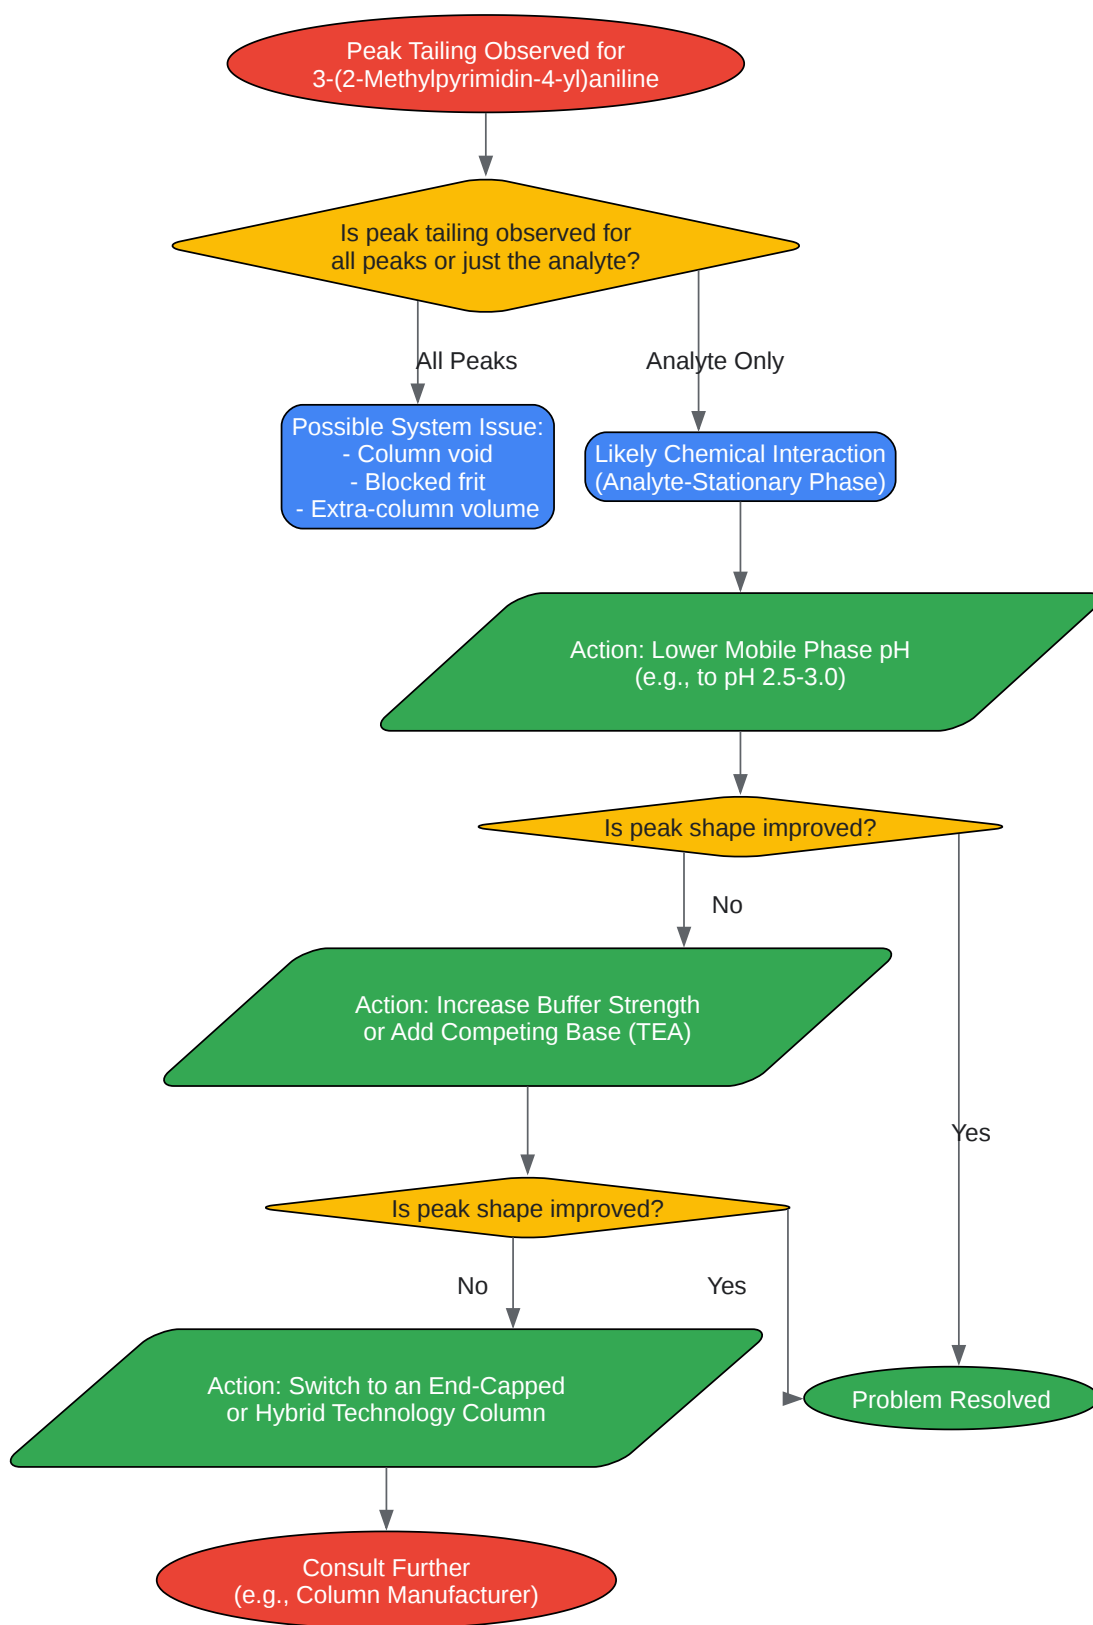 Peak Tailing Observed for
3-(2-Methylpyrimidin-4-yl)aniline
Is peak tailing observed for
all peaks or just the analyte?
All Peaks
Analyte Only
Possible System Issue:
- Column void
- Blocked frit
- Extra-column volume
Likely Chemical Interaction
(Analyte-Stationary Phase)
Action: Lower Mobile Phase pH
(e.g., to pH 2.5-3.0)
Is peak shape improved?
No
Action: Increase Buffer Strength
or Add Competing Base (TEA)
Yes
Is peak shape improved?
No
Yes
Action: Switch to an End-Capped
or Hybrid Technology Column
Problem Resolved
Consult Further
(e.g., Column Manufacturer)